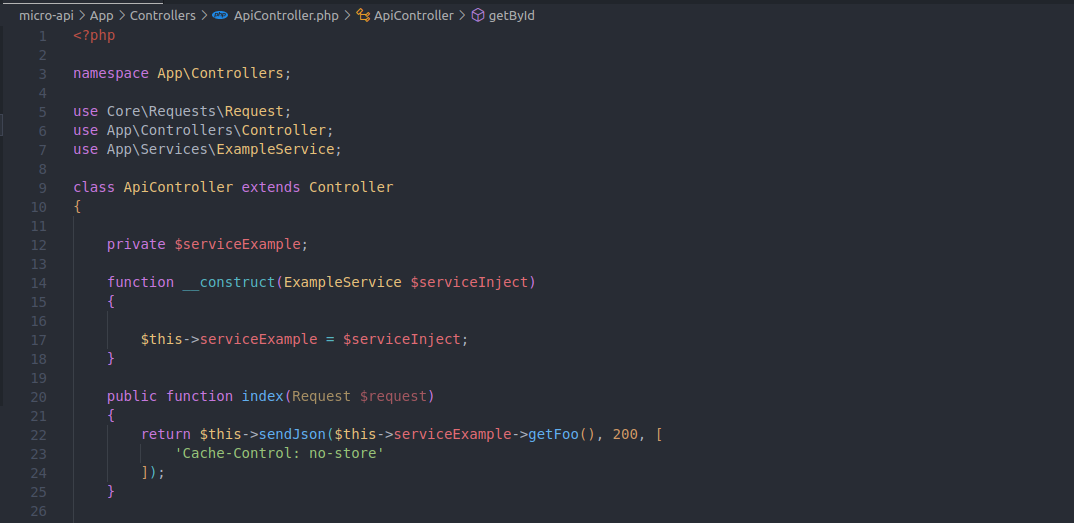 micro-api > App > Controllers > php ApiController.php > ApiController > getById
1 <?php
2
3 namespace App\Controllers;
4
5 use Core\Requests\Request;
6 use App\Controllers\Controller;
7 use App\Services\ExampleService;
8
9 class ApiController extends Controller
10 {
11
12     private $serviceExample;
13
14     function __construct(ExampleService $serviceInject)
15     {
16
17         $this->serviceExample = $serviceInject;
18     }
19
20     public function index(Request $request)
21     {
22         return $this->sendJson($this->serviceExample->getFoo(), 200, [
23             'Cache-Control: no-store'
24         ]);
25     }
26